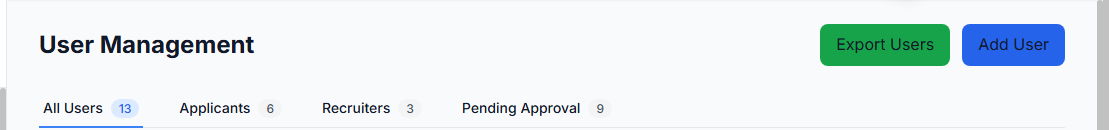 User Management
Export Users
Add User
All Users 13
Applicants 6
Recruiters 3
Pending Approval 9